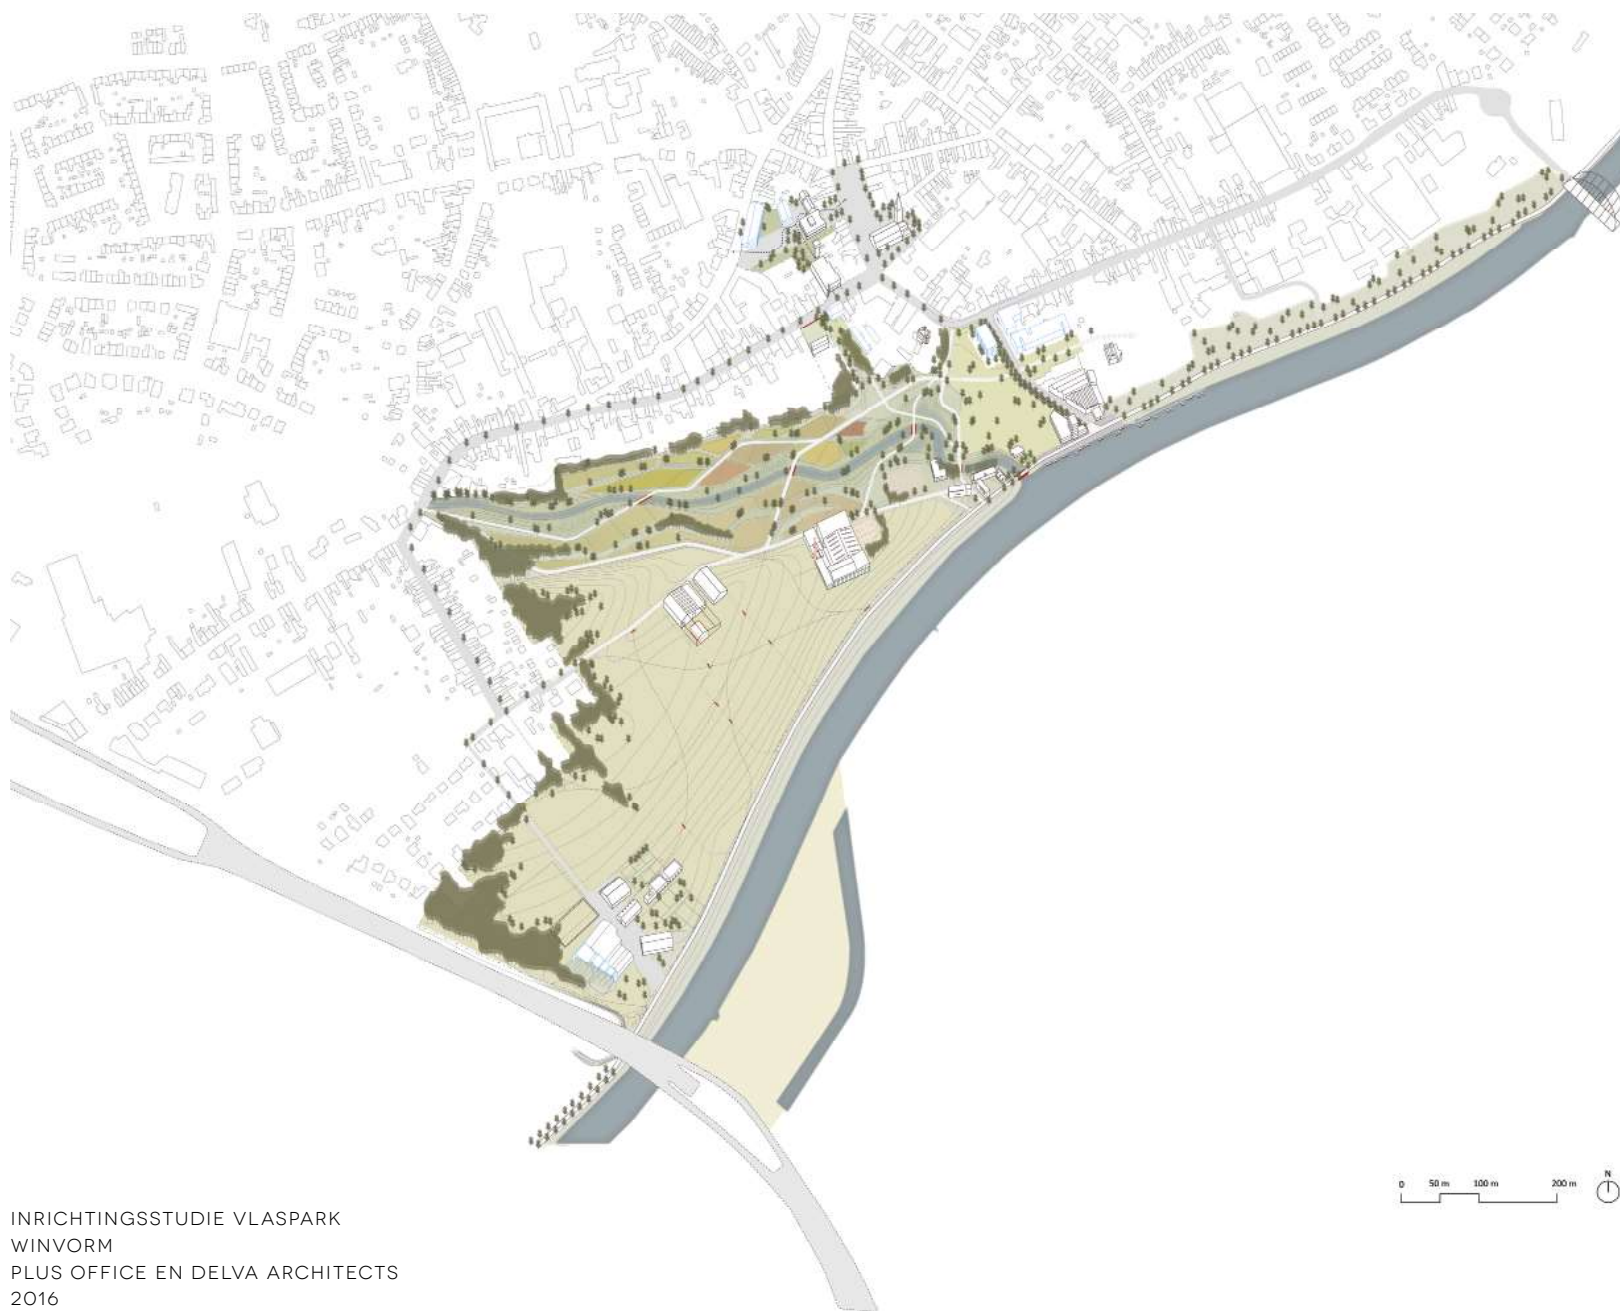 0 50 m 100 m 200 m
N
INRICHTINGSSTUDIE VLASPARK
WINVORM
PLUS OFFICE EN DELVA ARCHITECTS
2016